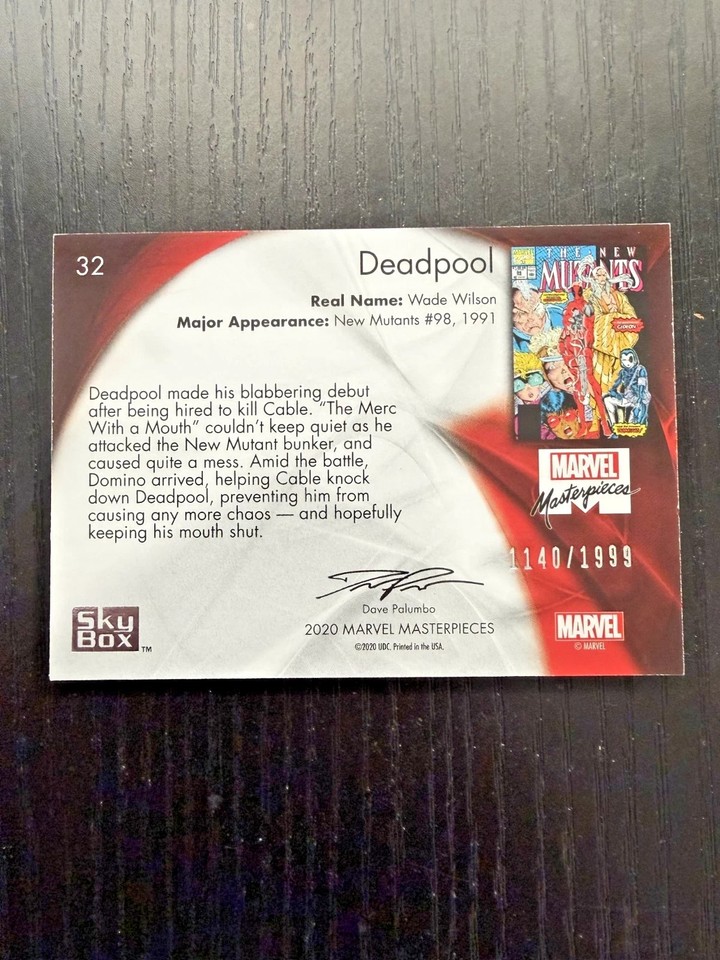 32
Deadpool
Real Name: Wade Wilson
Major Appearance: New Mutants #98, 1991
THE NEW
MUTANTS
GIDEON
Deadpool made his blabbering debut
after being hired to kill Cable. “The Merc
With a Mouth” couldn’t keep quiet as he
attacked the New Mutant bunker, and
caused quite a mess. Amid the battle,
Domino arrived, helping Cable knock
down Deadpool, preventing him from
causing any more chaos — and hopefully
keeping his mouth shut.
MARVEL
Masterpieces
1140/1999
Dave Palumbo
2020 MARVEL MASTERPIECES
©2020 UDC. Printed in the USA.
SkyBox™
MARVEL
© MARVEL